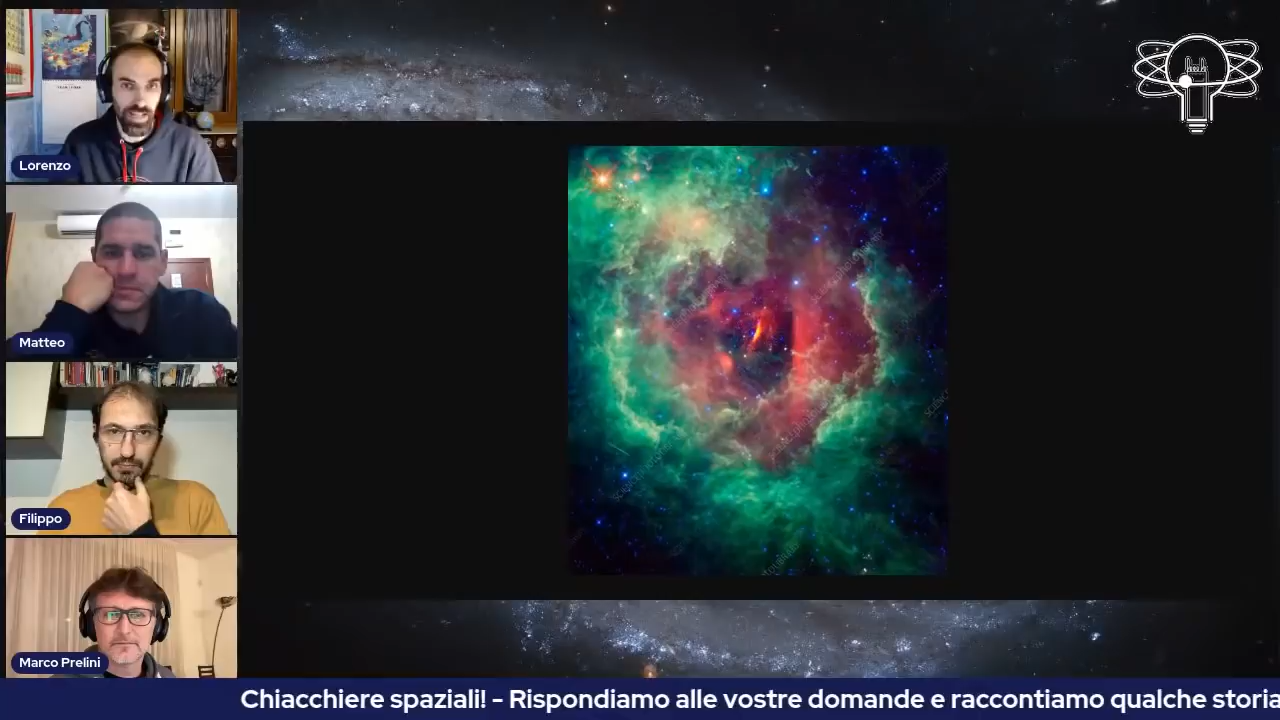 Lorenzo
Matteo
Filippo
Marco Prelini
Chiacchiere spaziali! - Rispondiamo alle vostre domande e raccontiamo qualche storia